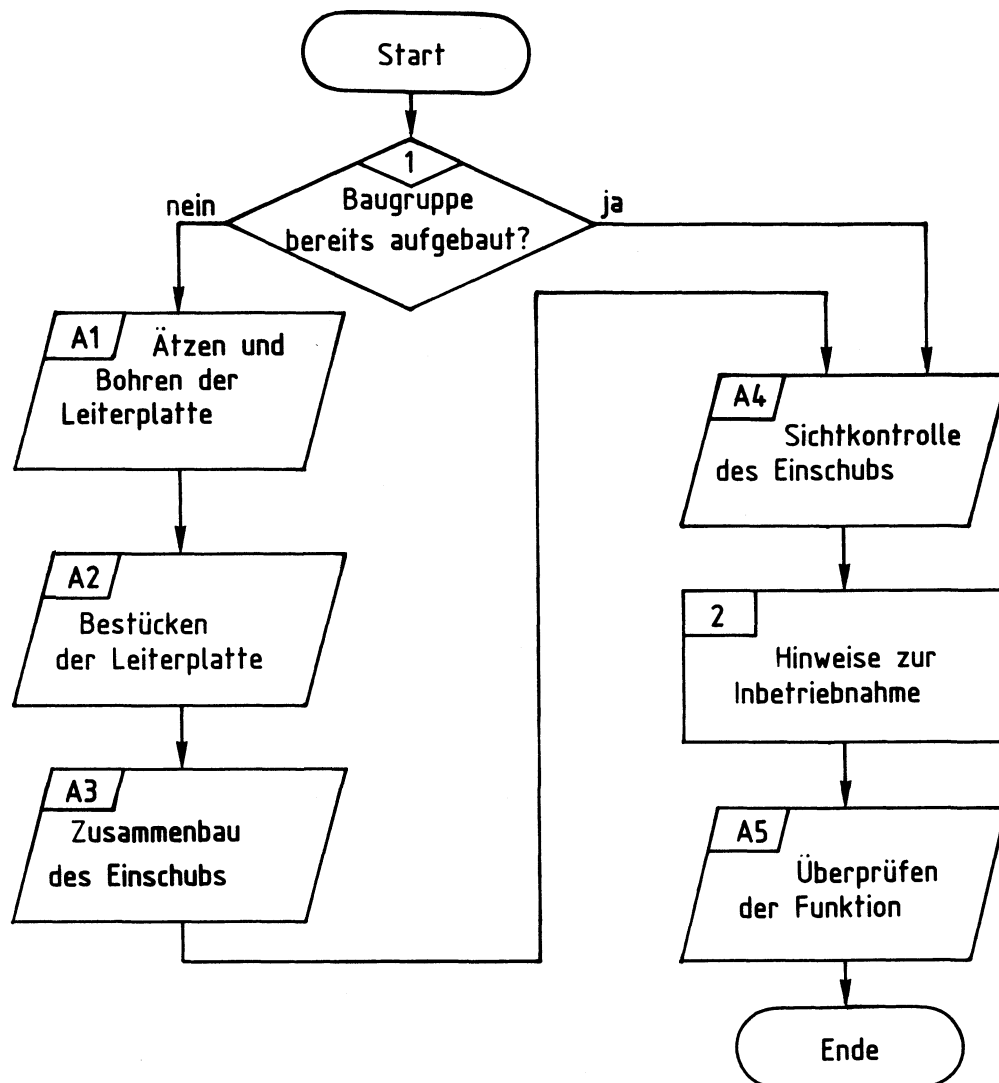 Start
1
Baugruppe
bereits aufgebaut?
nein
ja
A1
Ätzen und
Bohren der
Leiterplatte
A2
Bestücken
der Leiterplatte
A3
Zusammenbau
des Einschubs
A4
Sichtkontrolle
des Einschubs
2
Hinweise zur
Inbetriebnahme
A5
Überprüfen
der Funktion
Ende